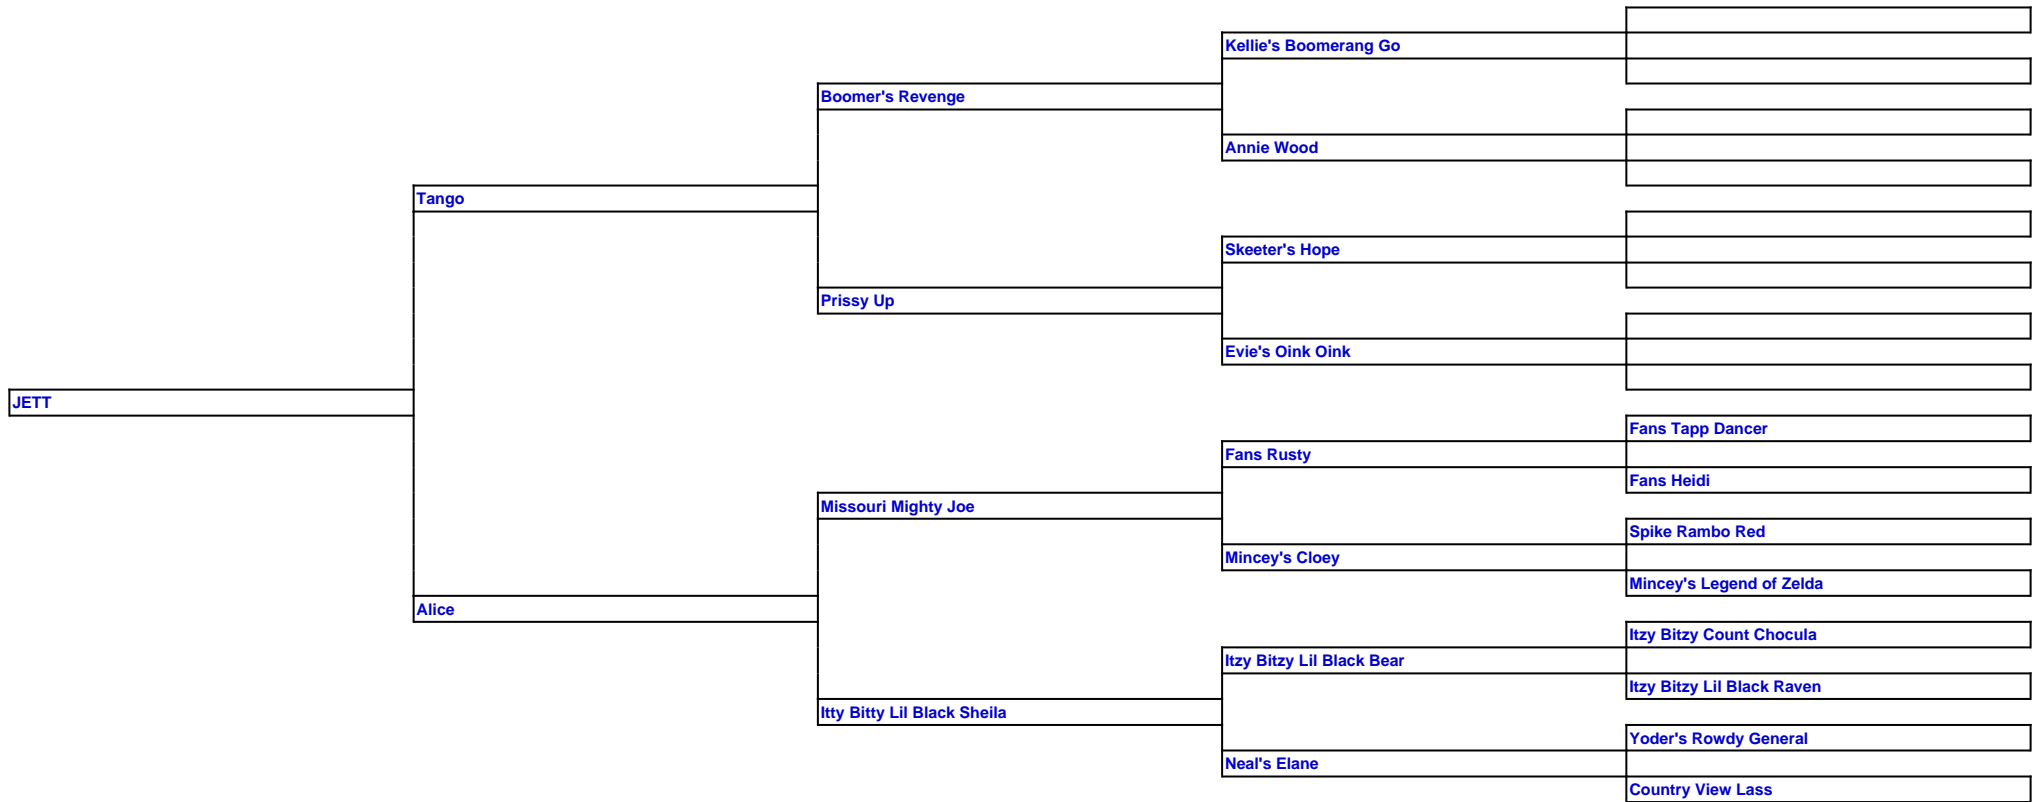 Kellie's Boomerang Go
Boomer's Revenge
Annie Wood
Tango
Skeeter's Hope
Prissy Up
Evie's Oink Oink
JETT
Fans Tapp Dancer
Fans Rusty
Fans Heidi
Missouri Mighty Joe
Spike Rambo Red
Mincey's Cloey
Mincey's Legend of Zelda
Alice
Itzy Bitzy Count Chocula
Itzy Bitzy Lil Black Bear
Itzy Bitzy Lil Black Raven
Itty Bitty Lil Black Sheila
Yoder's Rowdy General
Neal's Elane
Country View Lass